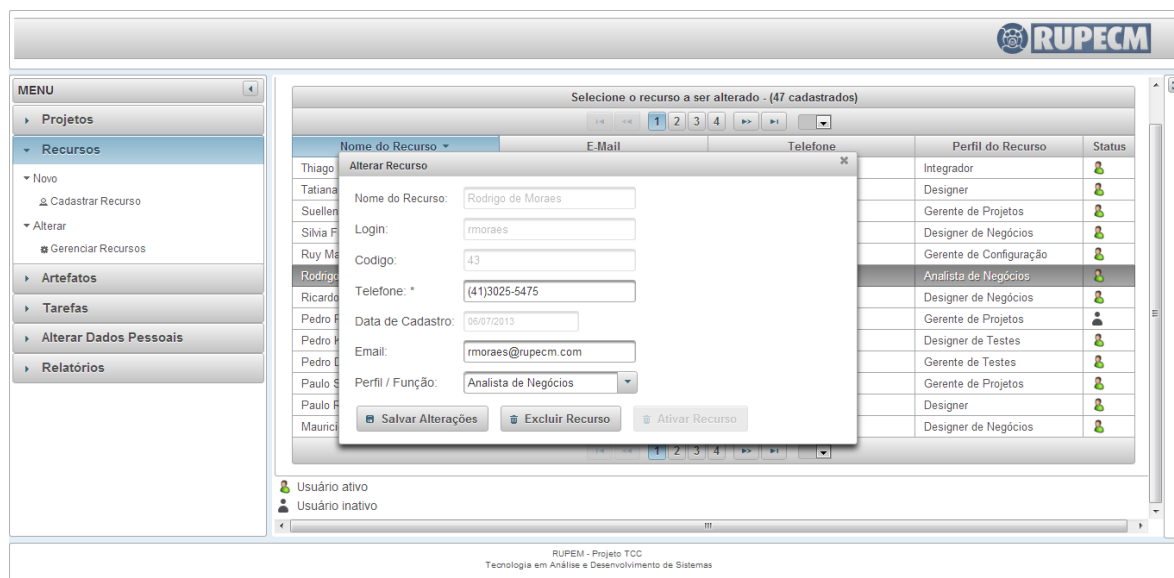 RUPECM
MENU
Projetos
Recursos
Novo
Cadastrar Recurso
Alterar
Gerenciar Recursos
Artefatos
Tarefas
Alterar Dados Pessoais
Relatórios
Selecione o recurso a ser alterado - (47 cadastrados)
1 2 3 4
Nome do Recurso E-Mail Telefone Perfil do Recurso Status
Thiago Integrador
Tatiana Designer
Suellen Gerente de Projetos
Silvia F Designer de Negócios
Ruy Ma Gerente de Configuração
Rodrigo Analista de Negócios
Ricardo Designer de Negócios
Pedro Gerente de Projetos
Pedro Designer de Testes
Pedro Gerente de Testes
Paulo S Gerente de Projetos
Paulo Designer
Maurici Designer de Negócios
Alterar Recurso
Nome do Recurso: Rodrigo de Moraes
Login: rmoraes
Codigo: 43
Telefone: * (41)3025-5475
Data de Cadastro: 06/07/2013
Email: rmoraes@rupecm.com
Perfil / Função: Analista de Negócios
Salvar Alterações Excluir Recurso Ativar Recurso
1 2 3 4
Usuário ativo
Usuário inativo
RUPEM - Projeto TCC
Tecnologia em Análise e Desenvolvimento de Sistemas